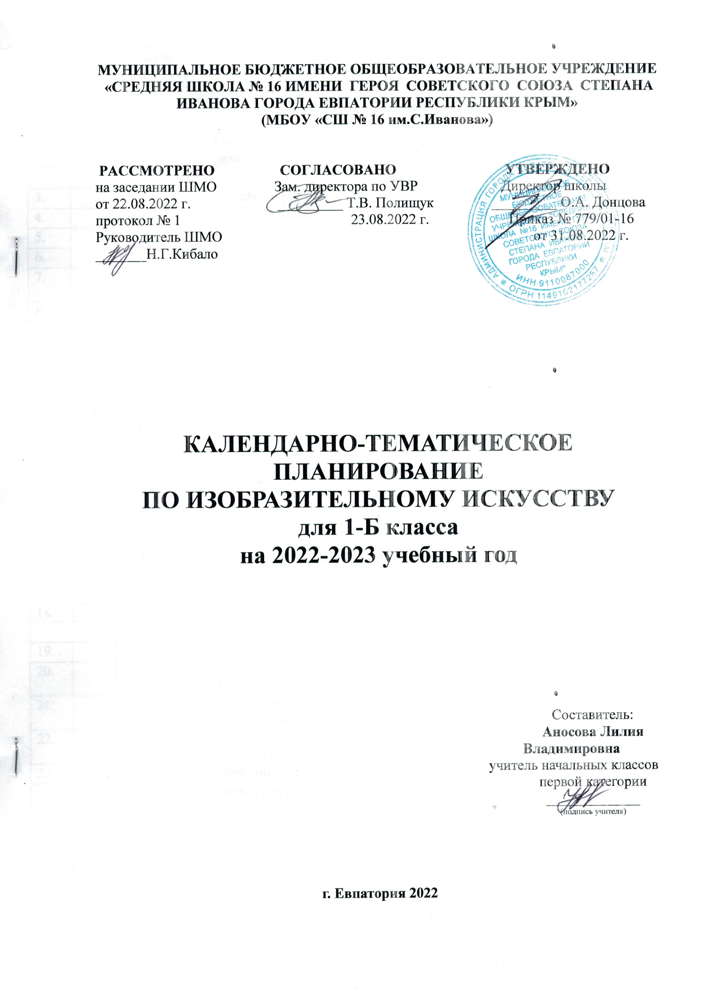 МУНИЦИПАЛЬНОЕ БЮДЖЕТНОЕ ОБЩЕОБРАЗОВАТЕЛЬНОЕ УЧРЕЖДЕНИЕ
«СРЕДНЯЯ ШКОЛА № 16 ИМЕНИ ГЕРОЯ СОВЕТСКОГО СОЮЗА СТЕПАНА
ИВАНОВА ГОРОДА ЕВПАТОРИИ РЕСПУБЛИКИ КРЫМ»
(МБОУ «СШ № 16 им.С.Иванова»)
РАССМОТРЕНО
на заседании ШМО
от 22.08.2022 г.
протокол № 1
Руководитель ШМО
Н.Г.Кибало
СОГЛАСОВАНО
Зам. директора по УВР
Т.В. Полищук
23.08.2022 г.
УТВЕРЖДЕНО
Директор школы
О.А. Донцова
Приказ № 779/01-16
от 31.08.2022 г.
АДМИНИСТРАЦИЯ ГОРОДА
МУНИЦИПАЛЬНОЕ
БЮДЖЕТНОЕ
ОБЩЕОБРАЗОВАТЕЛЬНОЕ
УЧРЕЖДЕНИЕ "СРЕДНЯЯ
ШКОЛА №16 ИМЕНИ ГЕРОЯ
СОВЕТСКОГО СОЮЗА
СТЕПАНА ИВАНОВА
ГОРОДА ЕВПАТОРИИ
РЕСПУБЛИКИ
КРЫМ"
ИНН 9110087000
ОГРН 1149102177267
КАЛЕНДАРНО-ТЕМАТИЧЕСКОЕ
ПЛАНИРОВАНИЕ
ПО ИЗОБРАЗИТЕЛЬНОМУ ИСКУССТВУ
для 1-Б класса
на 2022-2023 учебный год
Составитель:
Аносова Лилия
Владимировна
учитель начальных классов
первой категории
(подпись учителя)
г. Евпатория 2022